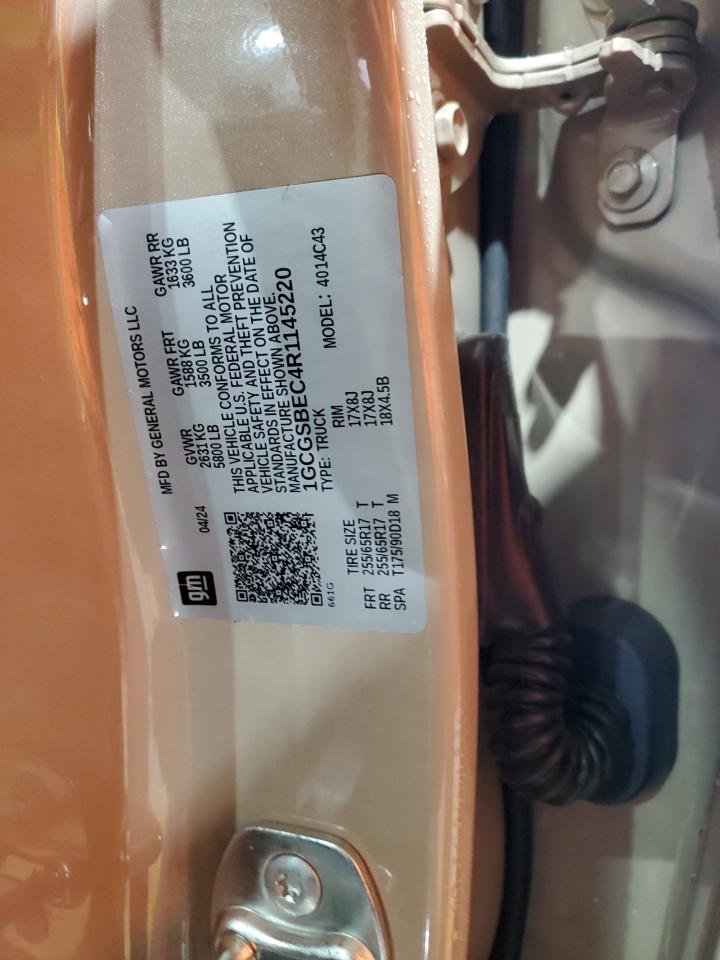 gm
MFD BY GENERAL MOTORS LLC
04/24
GVWR GAWR FRT GAWR RR
2631 KG 1588 KG 1633 KG
5800 LB 3500 LB 3600 LB
THIS VEHICLE CONFORMS TO ALL
APPLICABLE U.S. FEDERAL MOTOR
VEHICLE SAFETY AND THEFT PREVENTION
STANDARDS IN EFFECT ON THE DATE OF
MANUFACTURE SHOWN ABOVE.
1GCGSBEC4R1145220
TYPE: TRUCK MODEL: 4014C43
661G
TIRE SIZE RIM
FRT 255/65R17 T 17X8J
RR 255/65R17 T 17X8J
SPA T175/90D18 M 18X4.5B